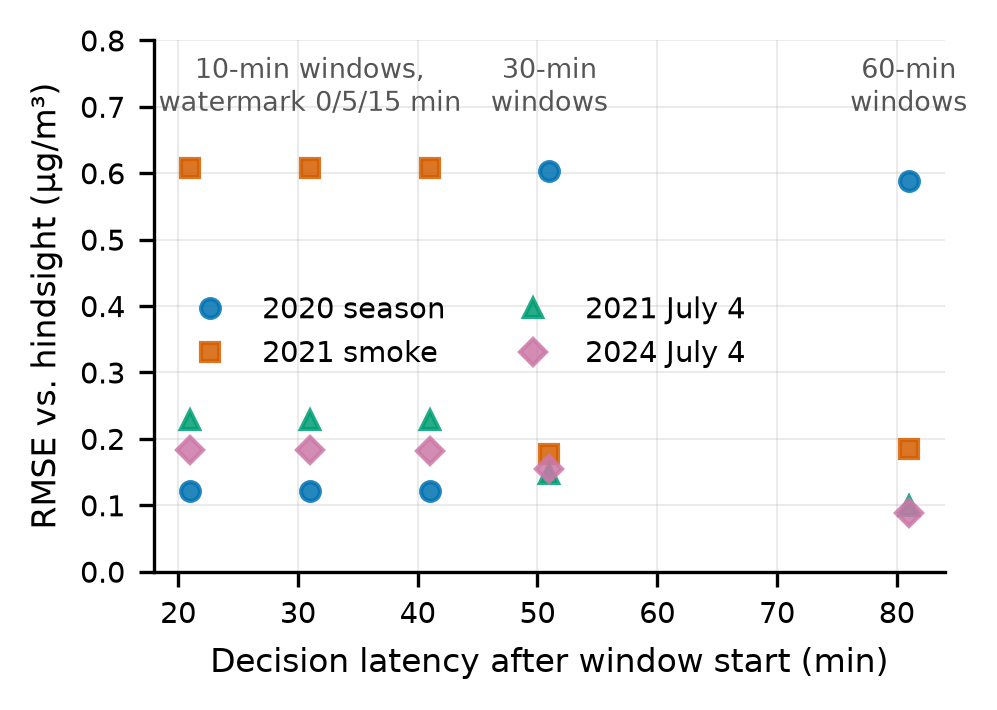 0.8
0.7
0.6
0.5
0.4
0.3
0.2
0.1
0.0
RMSE vs. hindsight (µg/m³)
10-min windows,
watermark 0/5/15 min
30-min
windows
60-min
windows
2020 season
2021 smoke
2021 July 4
2024 July 4
20 30 40 50 60 70 80
Decision latency after window start (min)